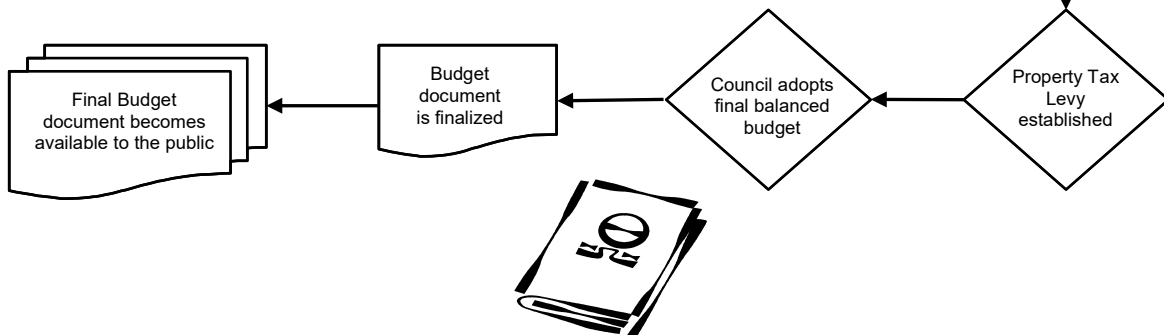 Final Budget
document becomes
available to the public
Budget
document
is finalized
Council adopts
final balanced
budget
Property Tax
Levy
established